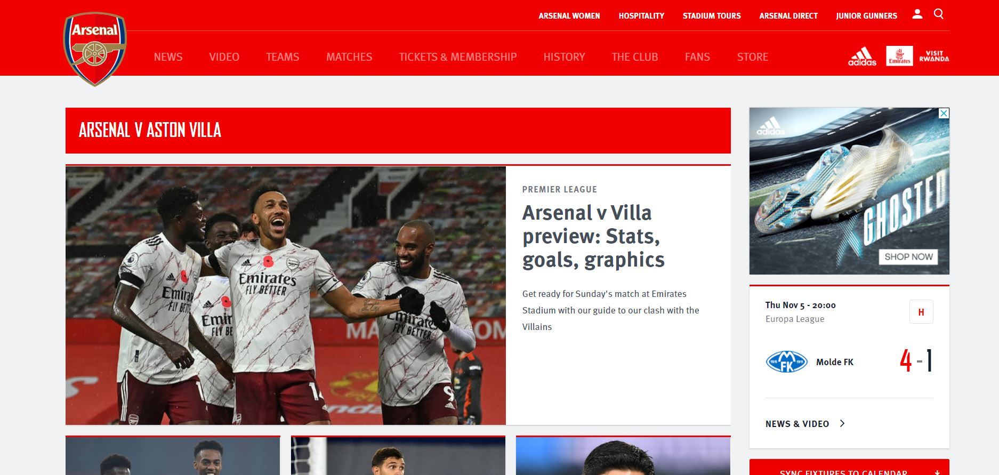 ARSENAL WOMEN
HOSPITALITY
STADIUM TOURS
ARSENAL DIRECT
JUNIOR GUNNERS
Arsenal
NEWS
VIDEO
TEAMS
MATCHES
TICKETS & MEMBERSHIP
HISTORY
THE CLUB
FANS
STORE
adidas
Emirates
VISIT
RWANDA
ARSENAL V ASTON VILLA
Emirates
FLY BETTER
Emirates
FLY BETTER
9
PREMIER LEAGUE
Arsenal v Villa
preview: Stats,
goals, graphics
Get ready for Sunday's match at Emirates
Stadium with our guide to our clash with the
Villains
adidas
GHOSTED
SHOP NOW
Thu Nov 5 - 20:00
Europa League
H
M
FK
1911
Molde FK
4 - 1
NEWS & VIDEO
SYNC FIXTURES TO CALENDAR